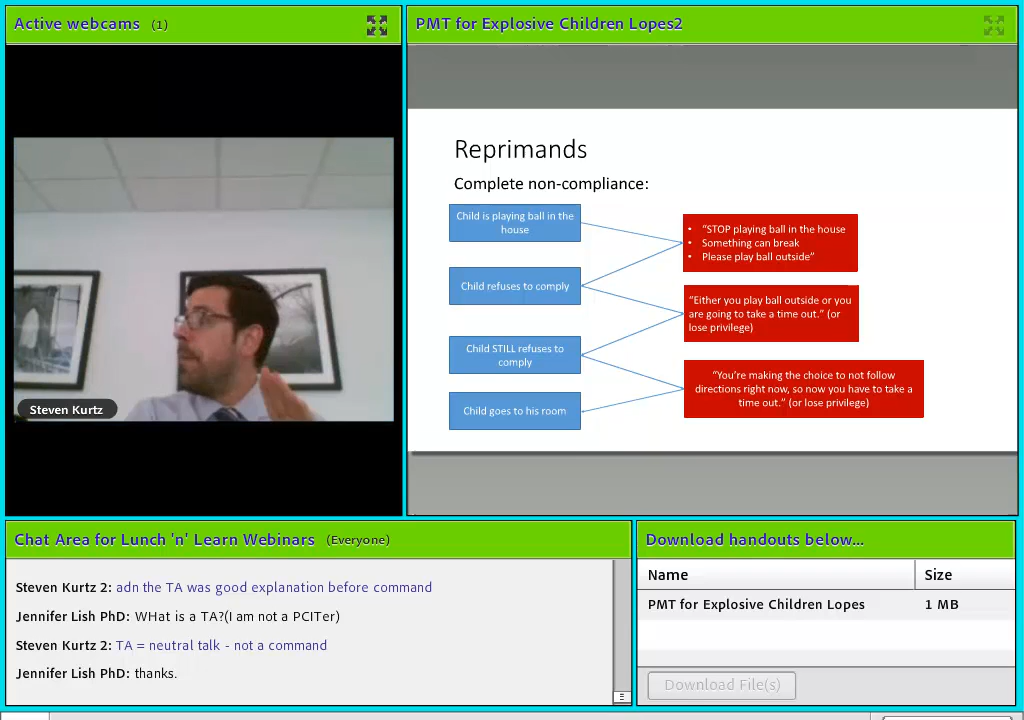 Active webcams (1)
Steven Kurtz
PMT for Explosive Children Lopes2
Reprimands
Complete non-compliance:
Child is playing ball in the
house
• “STOP playing ball in the house
• Something can break
• Please play ball outside”
Child refuses to comply
“Either you play ball outside or you
are going to take a time out.” (or
lose privilege)
Child STILL refuses to
comply
“You’re making the choice to not follow
directions right now, so now you have to take a
time out.” (or lose privilege)
Child goes to his room
Chat Area for Lunch 'n' Learn Webinars (Everyone)
Steven Kurtz 2: adn the TA was good explanation before command
Jennifer Lish PhD: WHat is a TA?(I am not a PCITer)
Steven Kurtz 2: TA = neutral talk - not a command
Jennifer Lish PhD: thanks.
Download handouts below...
Name Size
PMT for Explosive Children Lopes 1 MB
Download File(s)